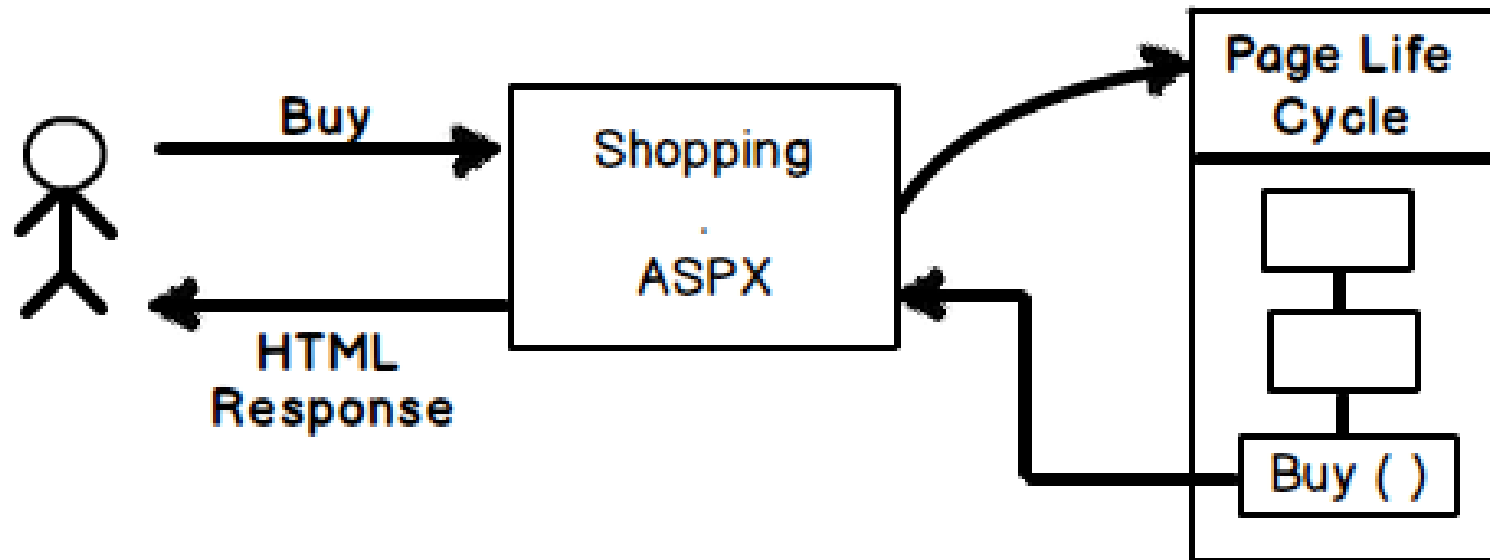 Buy
Shopping
.
ASPX
HTML
Response
Page Life
Cycle
Buy ( )